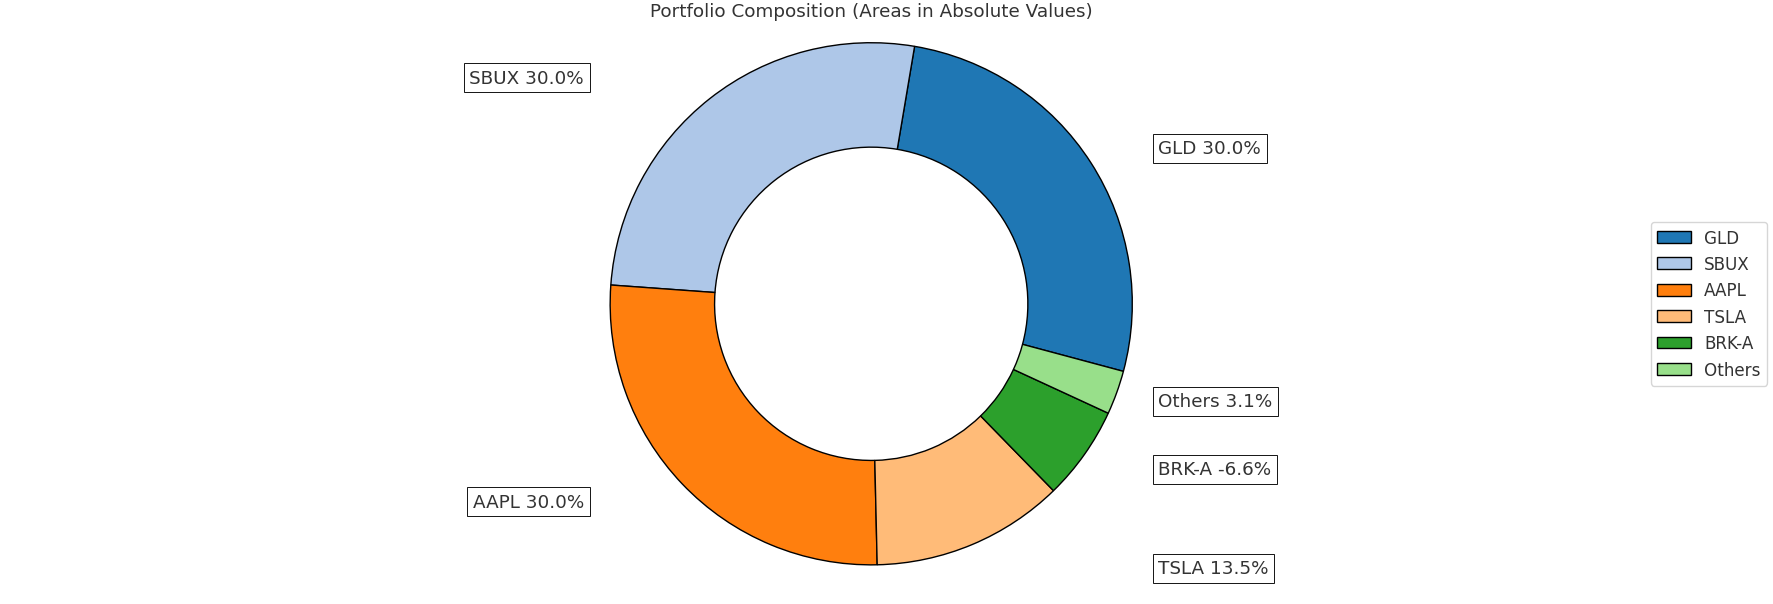 Portfolio Composition (Areas in Absolute Values)
SBUX 30.0%
GLD 30.0%
GLD
SBUX
AAPL
TSLA
BRK-A
Others
Others 3.1%
BRK-A -6.6%
AAPL 30.0%
TSLA 13.5%